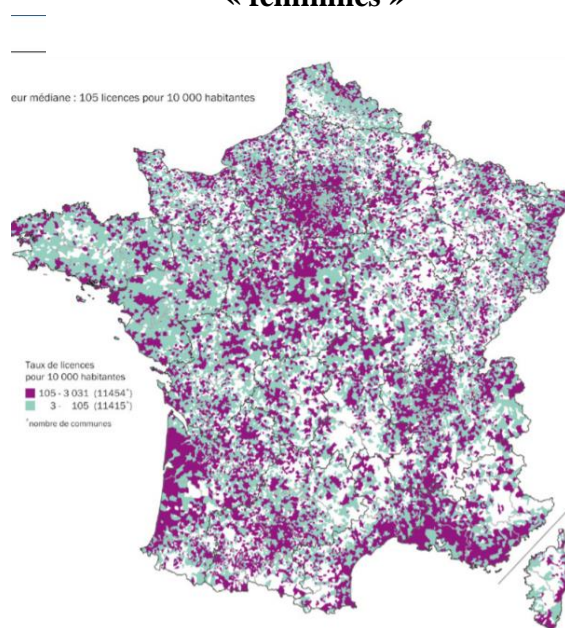 « féminines »
eur médiane : 105 licences pour 10 000 habitantes
Taux de licences
pour 10 000 habitantes
105 - 3 031 (11454*)
3 - 105 (11415*)
*nombre de communes